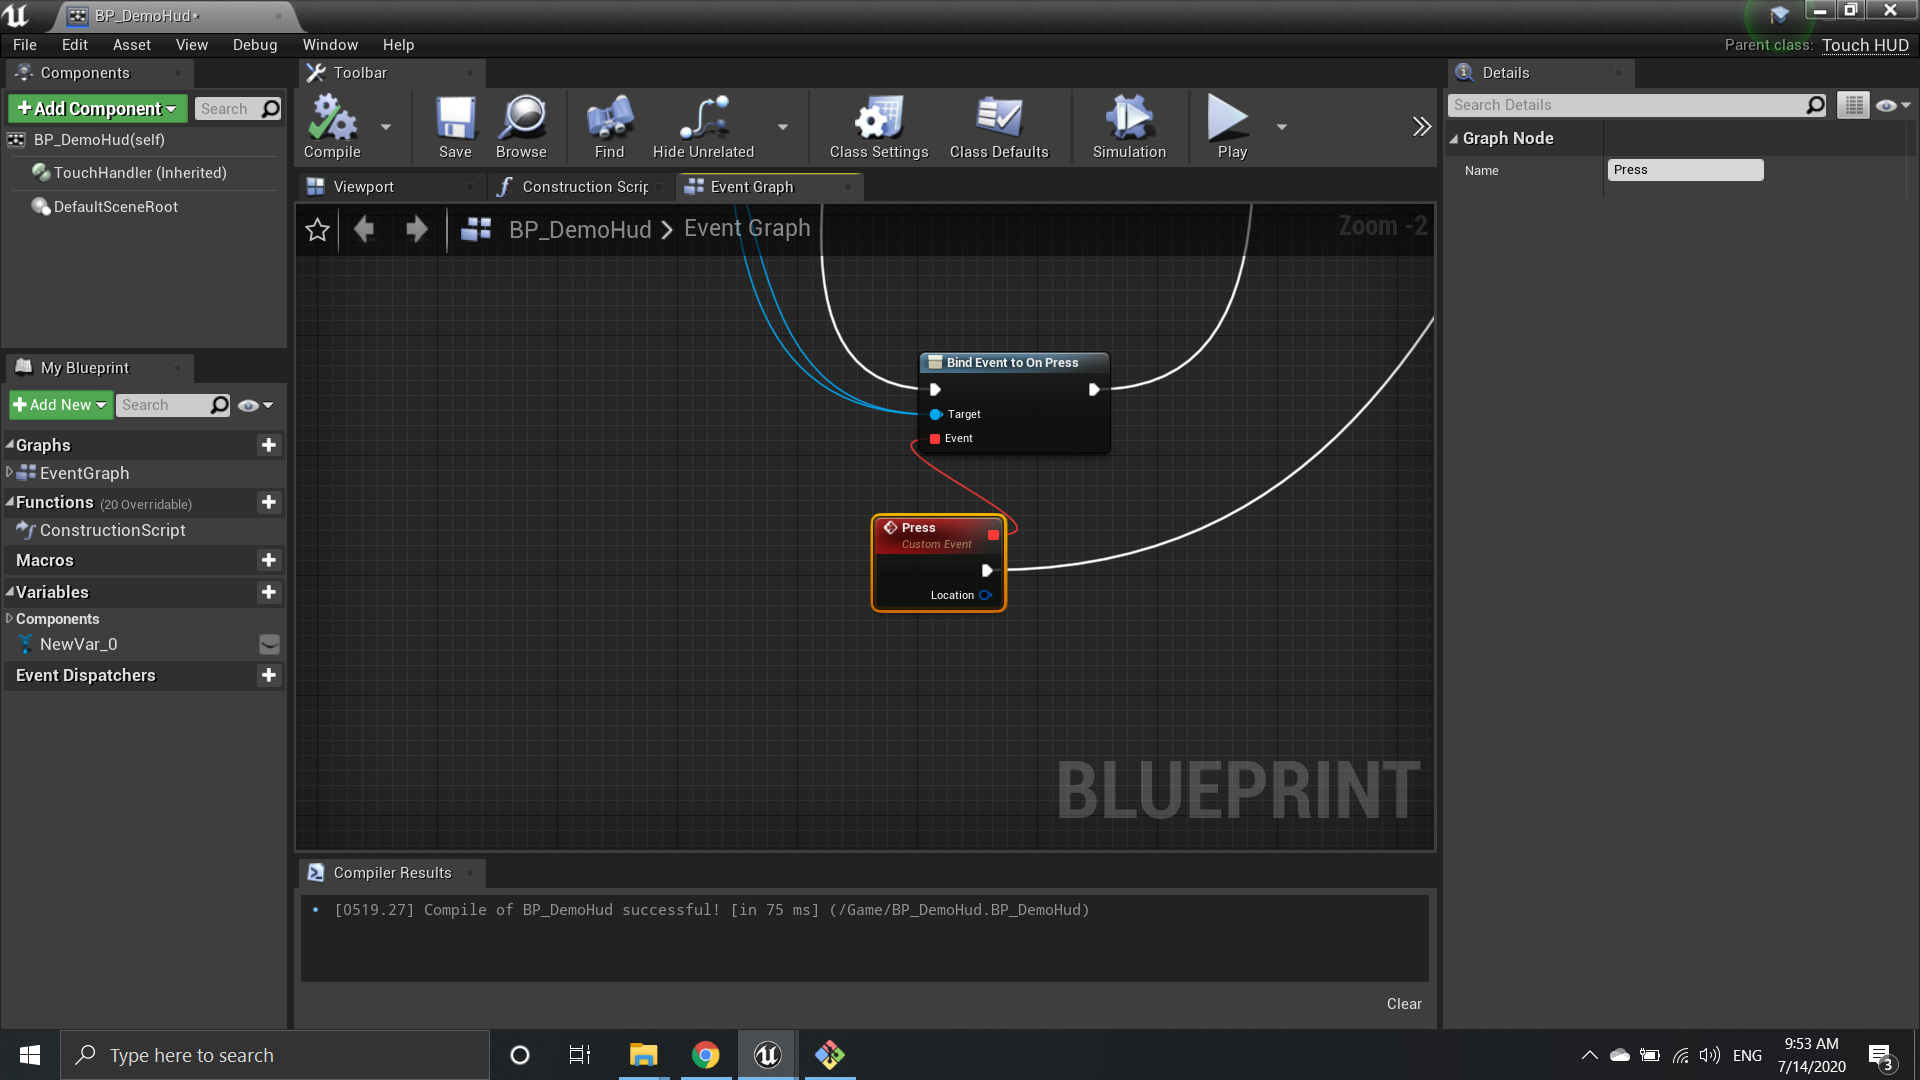 BP_DemoHud*
File Edit Asset View Debug Window Help
Parent class: Touch HUD
Components
Add Component
Search
BP_DemoHud(self)
TouchHandler (Inherited)
DefaultSceneRoot
My Blueprint
Add New
Search
Graphs
EventGraph
Functions (20 Overridable)
ConstructionScript
Macros
Variables
Components
NewVar_0
Event Dispatchers
Toolbar
Compile
Save
Browse
Find
Hide Unrelated
Class Settings
Class Defaults
Simulation
Play
Viewport
Construction Scrip
Event Graph
BP_DemoHud
Event Graph
Zoom -2
Bind Event to On Press
Target
Event
Press
Custom Event
Location
BLUEPRINT
Compiler Results
[0519.27] Compile of BP_DemoHud successful! [in 75 ms] (/Game/BP_DemoHud.BP_DemoHud)
Clear
Details
Search Details
Graph Node
Name
Press
Type here to search
ENG
9:53 AM
7/14/2020
3